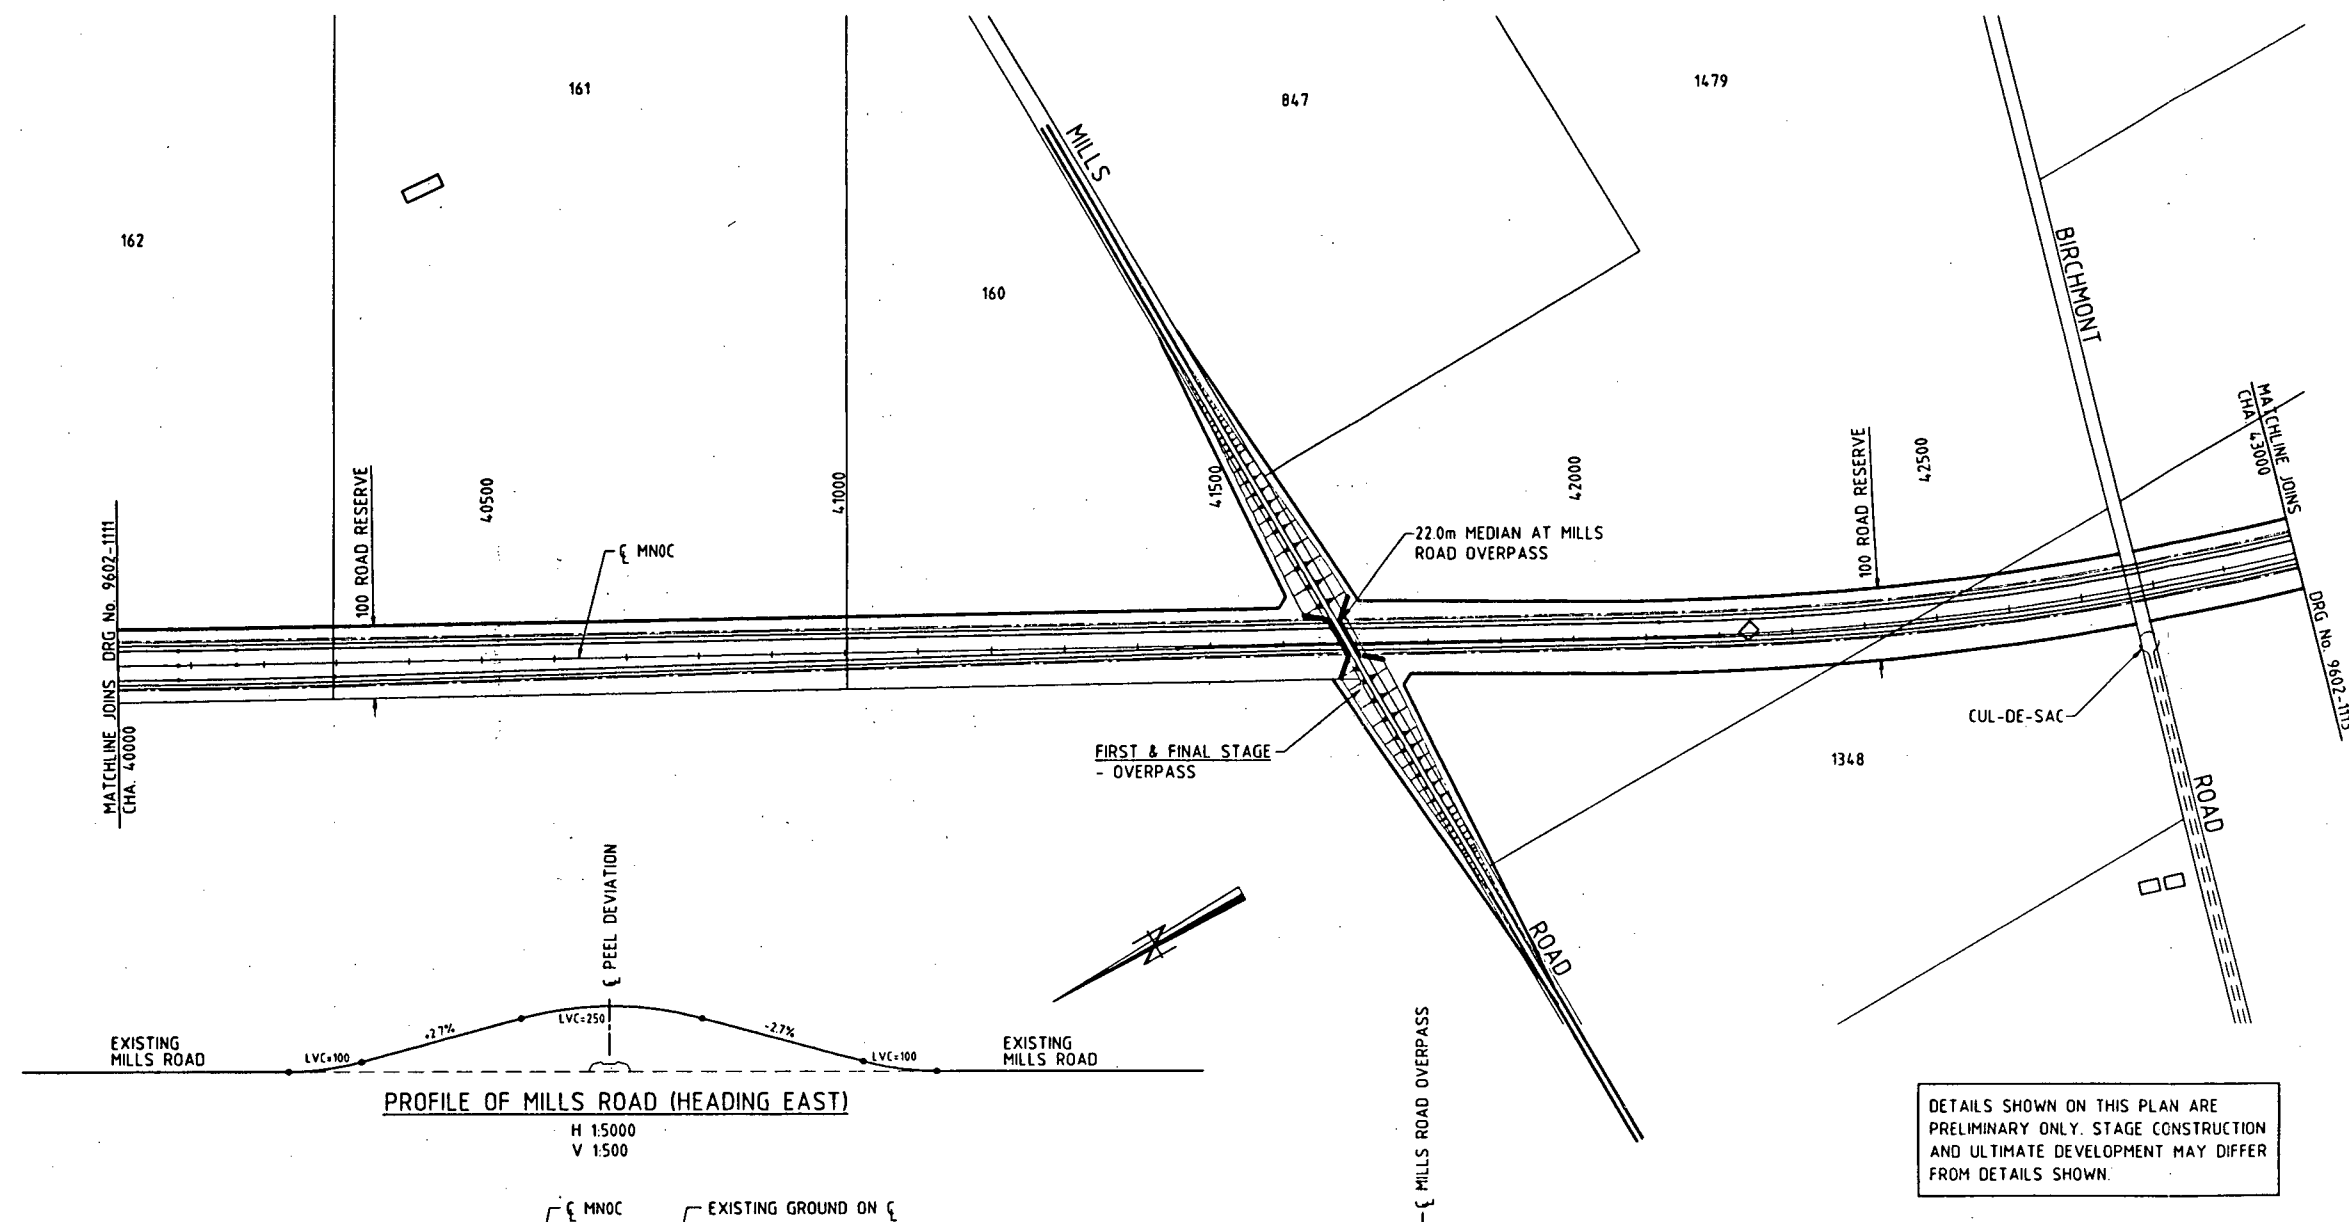 161
847
1479
162
160
MILLS
BIRCHMONT
100 ROAD RESERVE
40500
41000
41500
42000
100 ROAD RESERVE
42500
MATCHLINE JOINS
CHA. 43000
DRG No. 9602-1113
MATCHLINE JOINS DRG No. 9602-1111
CHA. 40000
℄ MN0C
22.0m MEDIAN AT MILLS
ROAD OVERPASS
FIRST & FINAL STAGE
- OVERPASS
CUL-DE-SAC
1348
ROAD
ROAD
N
℄ PEEL DEVIATION
EXISTING
MILLS ROAD
LVC=100
+2.7%
LVC=250
-2.7%
LVC=100
EXISTING
MILLS ROAD
PROFILE OF MILLS ROAD (HEADING EAST)
H 1:5000
V 1:500
℄ MILLS ROAD OVERPASS
DETAILS SHOWN ON THIS PLAN ARE
PRELIMINARY ONLY. STAGE CONSTRUCTION
AND ULTIMATE DEVELOPMENT MAY DIFFER
FROM DETAILS SHOWN.
℄ MN0C
EXISTING GROUND ON ℄